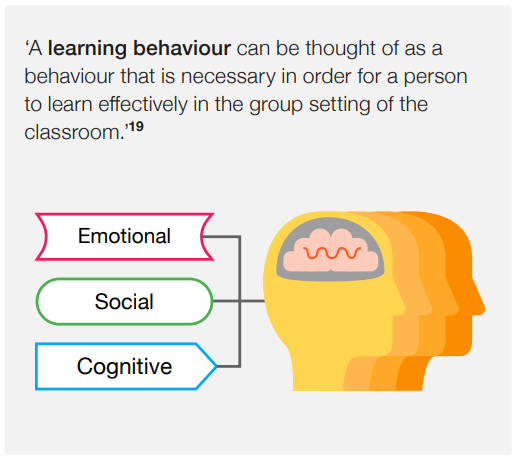 ‘A learning behaviour can be thought of as a
behaviour that is necessary in order for a person
to learn effectively in the group setting of the
classroom.’19
Emotional
Social
Cognitive